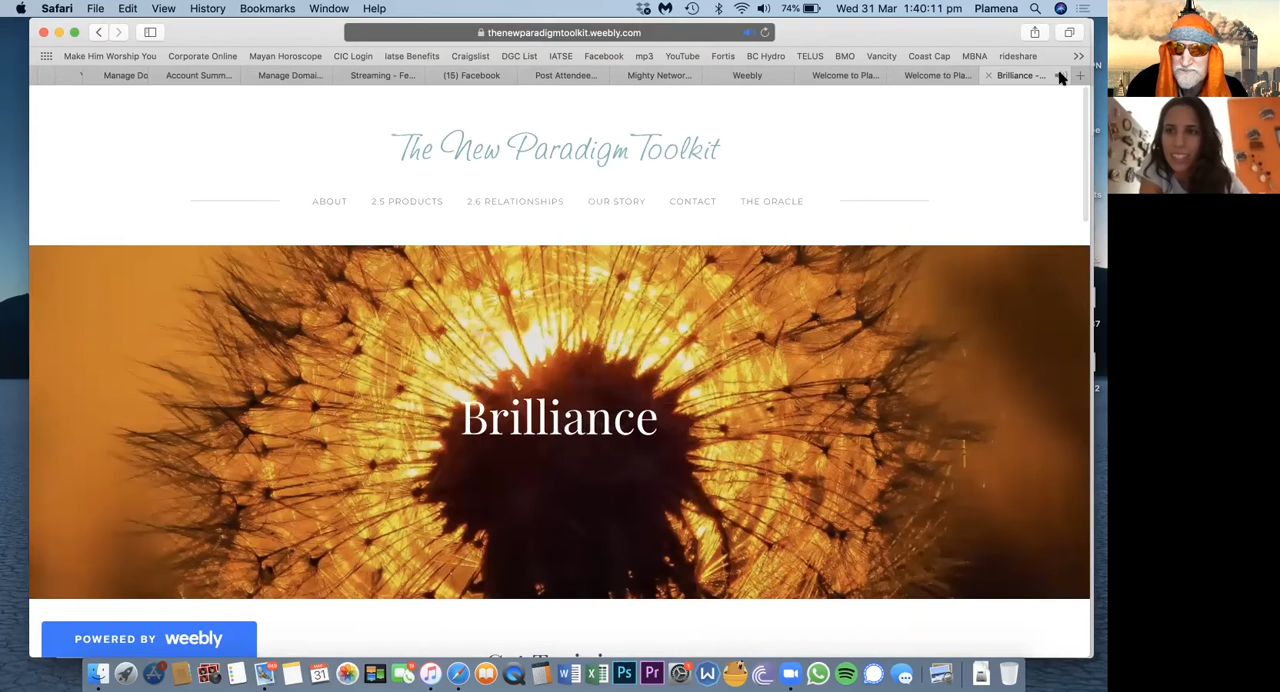 Safari File Edit View History Bookmarks Window Help 74% Wed 31 Mar 1:40:11 pm Plamena
thenewparadigmtoolkit.weebly.com
Make Him Worship You Corporate Online Mayan Horoscope CIC Login Iatse Benefits Craigslist DGC List IATSE Facebook mp3 YouTube Fortis BC Hydro TELUS BMO Vancity Coast Cap MBNA rideshare
Manage Do Account Summ... Manage Domai... Streaming - Fe... (15) Facebook Post Attendee... Mighty Networ... Weebly Welcome to Pla... Welcome to Pla... Brilliance -...
The New Paradigm Toolkit
ABOUT 2.5 PRODUCTS 2.6 RELATIONSHIPS OUR STORY CONTACT THE ORACLE
Brilliance
POWERED BY weebly